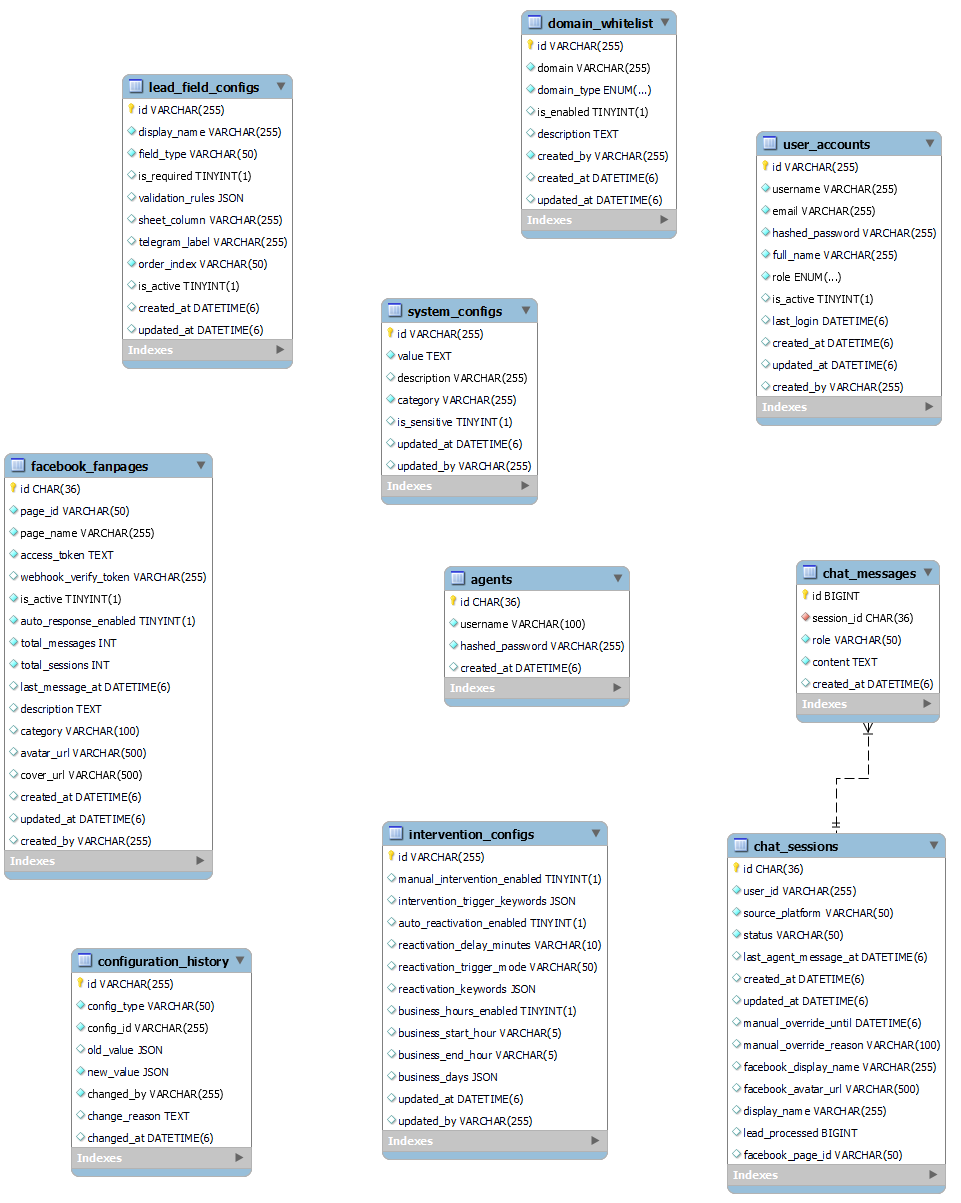 domain_whitelist
id VARCHAR(255)
domain VARCHAR(255)
domain_type ENUM(...)
is_enabled TINYINT(1)
description TEXT
created_by VARCHAR(255)
created_at DATETIME(6)
updated_at DATETIME(6)
Indexes
lead_field_configs
id VARCHAR(255)
display_name VARCHAR(255)
field_type VARCHAR(50)
is_required TINYINT(1)
validation_rules JSON
sheet_column VARCHAR(255)
telegram_label VARCHAR(255)
order_index VARCHAR(50)
is_active TINYINT(1)
created_at DATETIME(6)
updated_at DATETIME(6)
Indexes
user_accounts
id VARCHAR(255)
username VARCHAR(255)
email VARCHAR(255)
hashed_password VARCHAR(255)
full_name VARCHAR(255)
role ENUM(...)
is_active TINYINT(1)
last_login DATETIME(6)
created_at DATETIME(6)
updated_at DATETIME(6)
created_by VARCHAR(255)
Indexes
system_configs
id VARCHAR(255)
value TEXT
description VARCHAR(255)
category VARCHAR(255)
is_sensitive TINYINT(1)
updated_at DATETIME(6)
updated_by VARCHAR(255)
Indexes
facebook_fanpages
id CHAR(36)
page_id VARCHAR(50)
page_name VARCHAR(255)
access_token TEXT
webhook_verify_token VARCHAR(255)
is_active TINYINT(1)
auto_response_enabled TINYINT(1)
total_messages INT
total_sessions INT
last_message_at DATETIME(6)
description TEXT
category VARCHAR(100)
avatar_url VARCHAR(500)
cover_url VARCHAR(500)
created_at DATETIME(6)
updated_at DATETIME(6)
created_by VARCHAR(255)
Indexes
agents
id CHAR(36)
username VARCHAR(100)
hashed_password VARCHAR(255)
created_at DATETIME(6)
Indexes
chat_messages
id BIGINT
session_id CHAR(36)
role VARCHAR(50)
content TEXT
created_at DATETIME(6)
Indexes
intervention_configs
id VARCHAR(255)
manual_intervention_enabled TINYINT(1)
intervention_trigger_keywords JSON
auto_reactivation_enabled TINYINT(1)
reactivation_delay_minutes VARCHAR(10)
reactivation_trigger_mode VARCHAR(50)
reactivation_keywords JSON
business_hours_enabled TINYINT(1)
business_start_hour VARCHAR(5)
business_end_hour VARCHAR(5)
business_days JSON
updated_at DATETIME(6)
updated_by VARCHAR(255)
Indexes
chat_sessions
id CHAR(36)
user_id VARCHAR(255)
source_platform VARCHAR(50)
status VARCHAR(50)
last_agent_message_at DATETIME(6)
created_at DATETIME(6)
updated_at DATETIME(6)
manual_override_until DATETIME(6)
manual_override_reason VARCHAR(100)
facebook_display_name VARCHAR(255)
facebook_avatar_url VARCHAR(500)
display_name VARCHAR(255)
lead_processed BIGINT
facebook_page_id VARCHAR(50)
Indexes
configuration_history
id VARCHAR(255)
config_type VARCHAR(50)
config_id VARCHAR(255)
old_value JSON
new_value JSON
changed_by VARCHAR(255)
change_reason TEXT
changed_at DATETIME(6)
Indexes